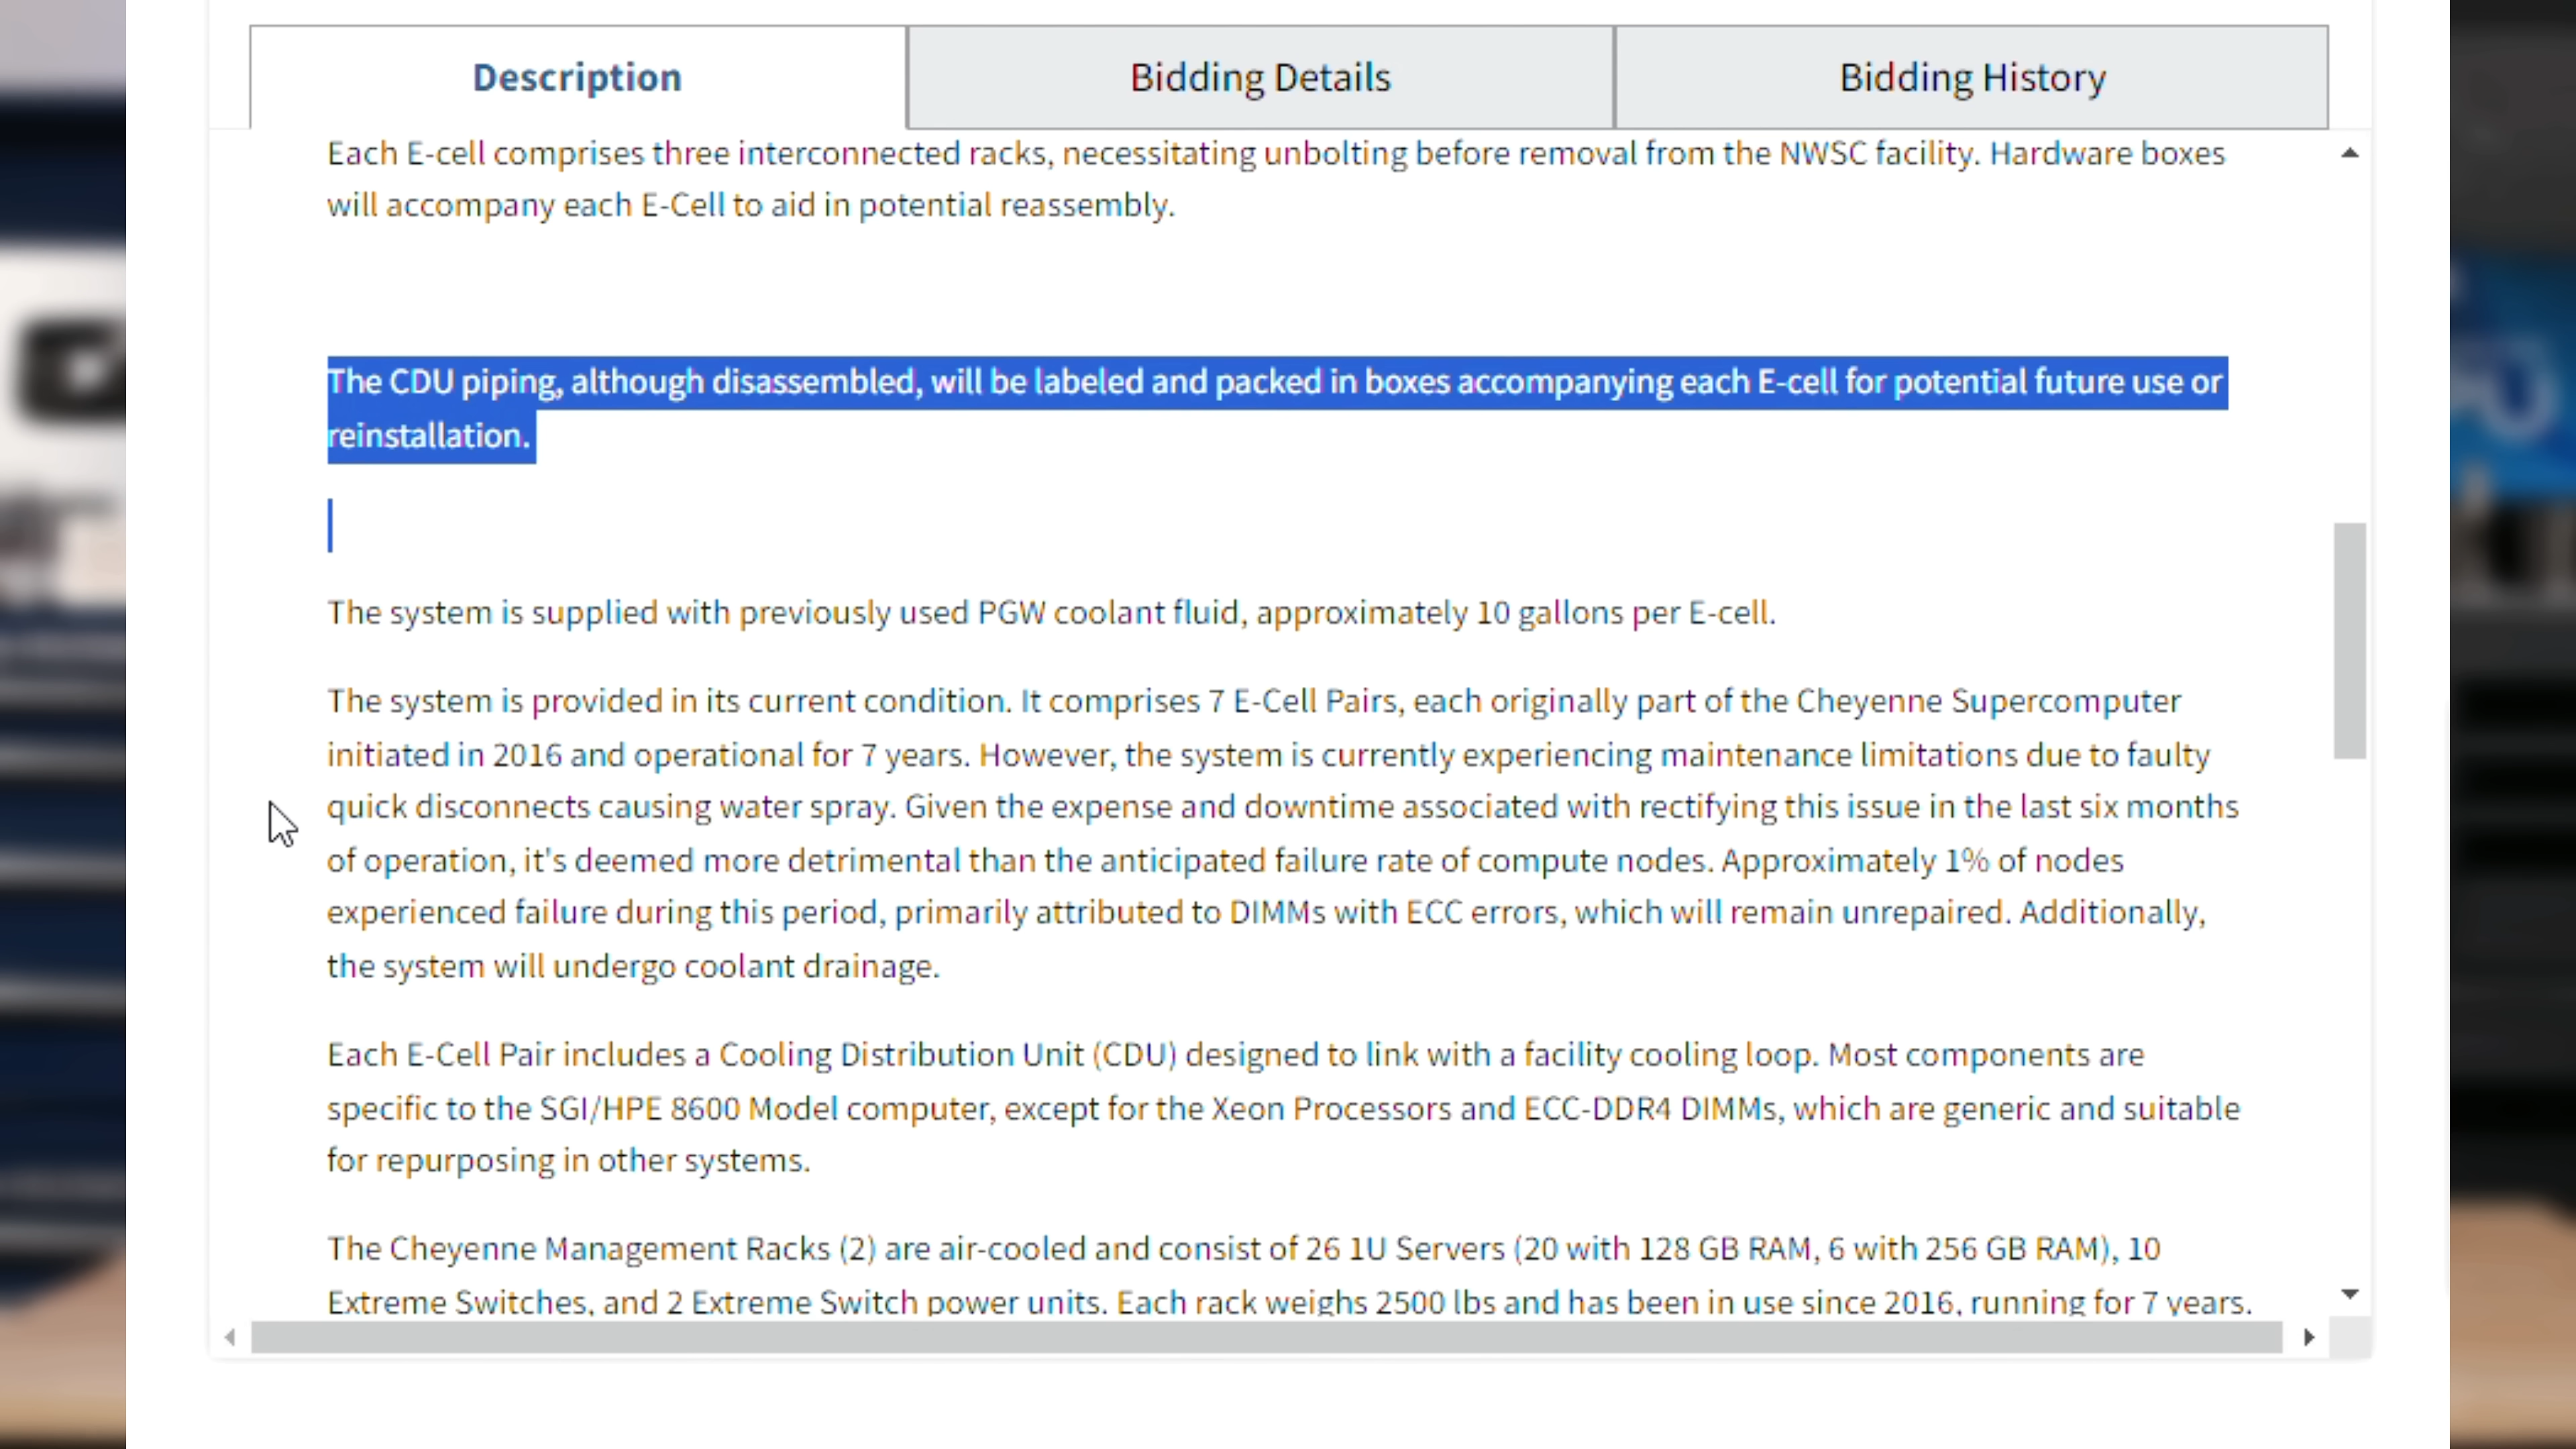 Description
Bidding Details
Bidding History
Each E-cell comprises three interconnected racks, necessitating unbolting before removal from the NWSC facility. Hardware boxes
will accompany each E-Cell to aid in potential reassembly.
The CDU piping, although disassembled, will be labeled and packed in boxes accompanying each E-cell for potential future use or
reinstallation.
The system is supplied with previously used PGW coolant fluid, approximately 10 gallons per E-cell.
The system is provided in its current condition. It comprises 7 E-Cell Pairs, each originally part of the Cheyenne Supercomputer
initiated in 2016 and operational for 7 years. However, the system is currently experiencing maintenance limitations due to faulty
quick disconnects causing water spray. Given the expense and downtime associated with rectifying this issue in the last six months
of operation, it's deemed more detrimental than the anticipated failure rate of compute nodes. Approximately 1% of nodes
experienced failure during this period, primarily attributed to DIMMs with ECC errors, which will remain unrepaired. Additionally,
the system will undergo coolant drainage.
Each E-Cell Pair includes a Cooling Distribution Unit (CDU) designed to link with a facility cooling loop. Most components are
specific to the SGI/HPE 8600 Model computer, except for the Xeon Processors and ECC-DDR4 DIMMs, which are generic and suitable
for repurposing in other systems.
The Cheyenne Management Racks (2) are air-cooled and consist of 26 1U Servers (20 with 128 GB RAM, 6 with 256 GB RAM), 10
Extreme Switches, and 2 Extreme Switch power units. Each rack weighs 2500 lbs and has been in use since 2016, running for 7 years.